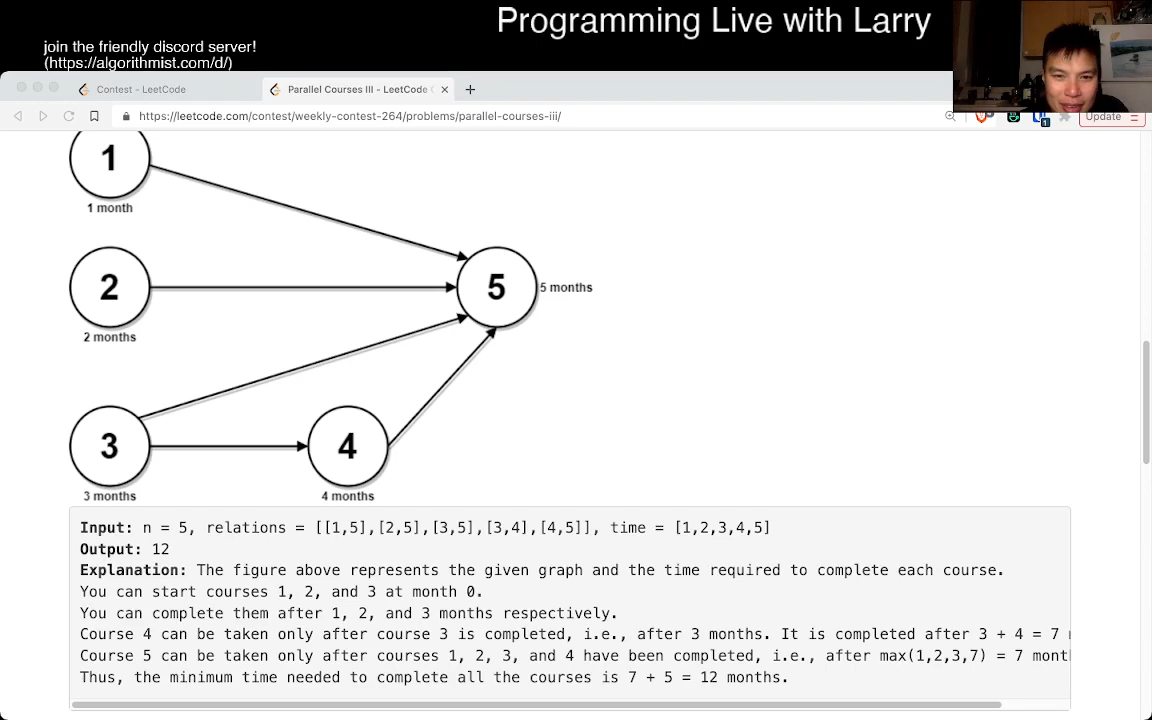 Programming Live with Larry
join the friendly discord server!
(https://algorithmist.com/d/)
Contest - LeetCode
Parallel Courses III - LeetCode
https://leetcode.com/contest/weekly-contest-264/problems/parallel-courses-iii/
Update
1
1
1 month
2
5
5 months
2 months
3
4
3 months
4 months
Input: n = 5, relations = [[1,5],[2,5],[3,5],[3,4],[4,5]], time = [1,2,3,4,5]
Output: 12
Explanation: The figure above represents the given graph and the time required to complete each course.
You can start courses 1, 2, and 3 at month 0.
You can complete them after 1, 2, and 3 months respectively.
Course 4 can be taken only after course 3 is completed, i.e., after 3 months. It is completed after 3 + 4 = 7
Course 5 can be taken only after courses 1, 2, 3, and 4 have been completed, i.e., after max(1,2,3,7) = 7 mont
Thus, the minimum time needed to complete all the courses is 7 + 5 = 12 months.